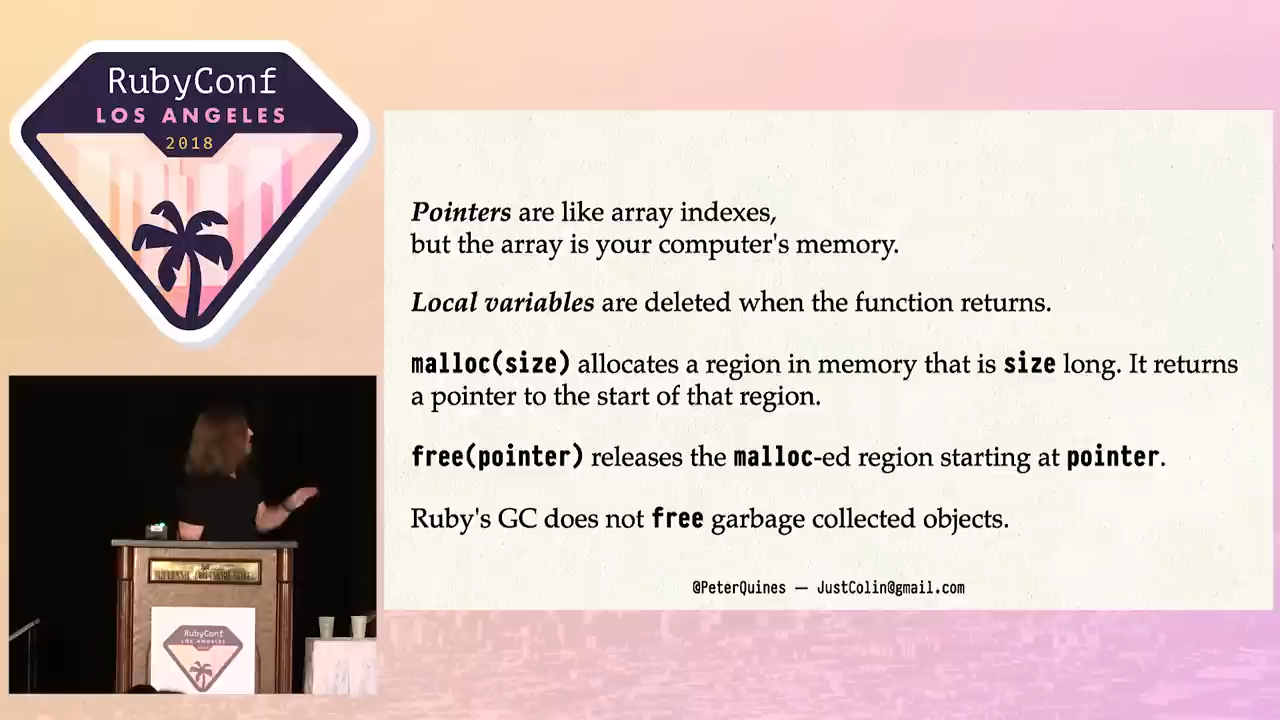 RubyConf
LOS ANGELES
2018
Pointers are like array indexes,
but the array is your computer's memory.
Local variables are deleted when the function returns.
malloc(size) allocates a region in memory that is size long. It returns
a pointer to the start of that region.
free(pointer) releases the malloc-ed region starting at pointer.
Ruby's GC does not free garbage collected objects.
@PeterQuines — JustColin@gmail.com
RubyConf
LOS ANGELES